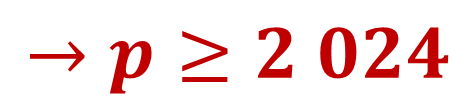 → p ≥ 2 024